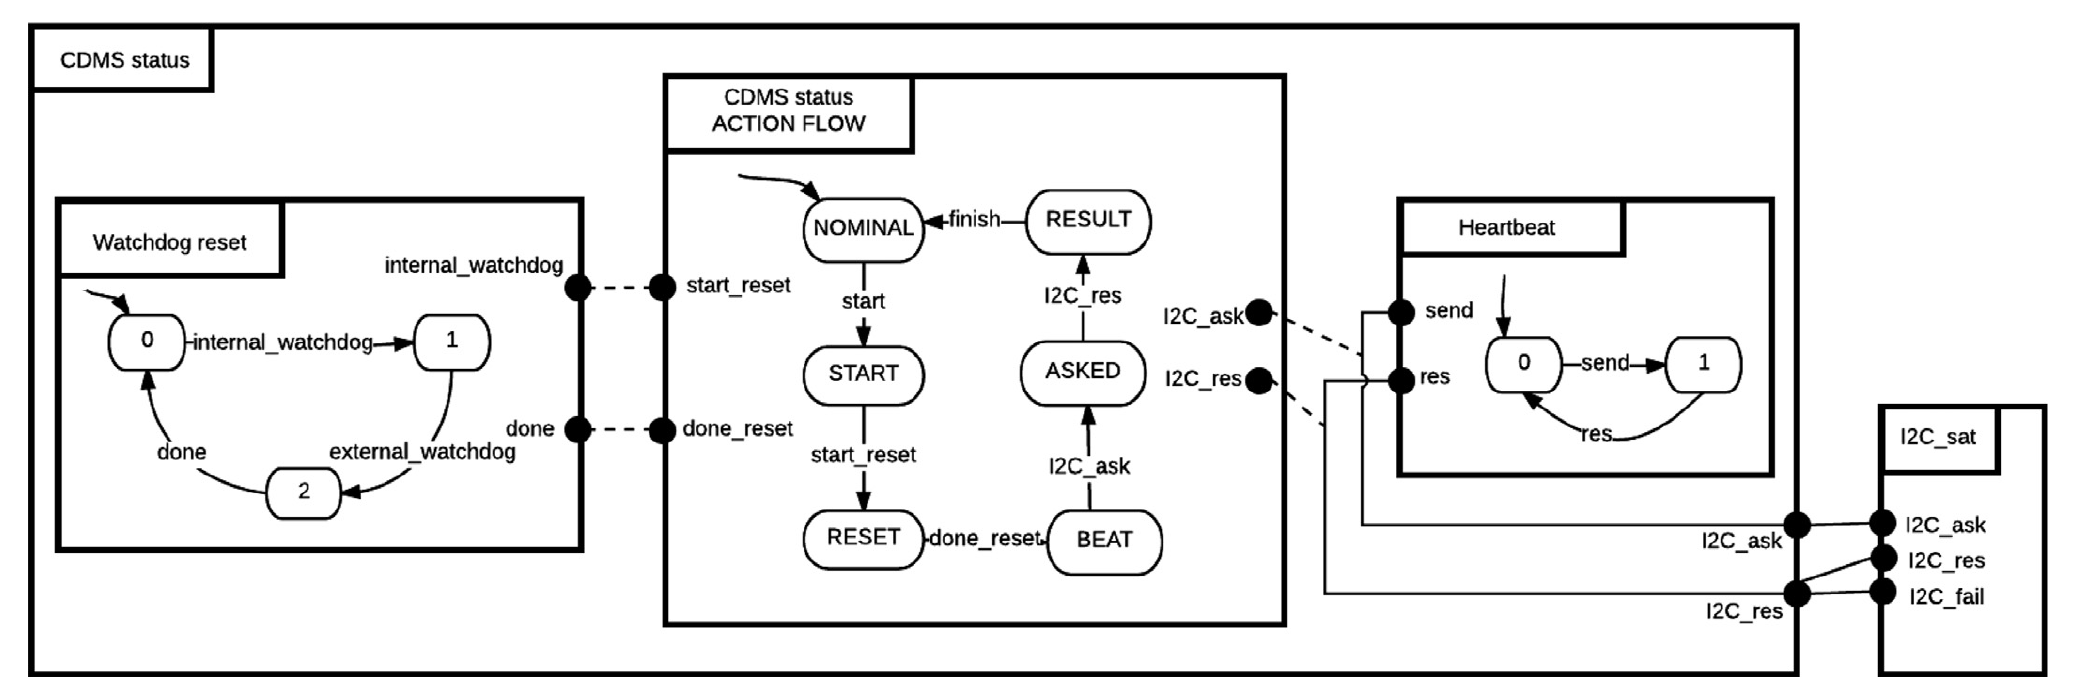 CDMS status
CDMS status
ACTION FLOW
Watchdog reset
internal_watchdog
done
0
internal_watchdog
1
done
external_watchdog
2
start_reset
done_reset
NOMINAL
finish
RESULT
start
I2C_res
START
ASKED
start_reset
I2C_ask
RESET
done_reset
BEAT
I2C_ask
I2C_res
Heartbeat
send
res
0
send
1
res
I2C_ask
I2C_res
I2C_sat
I2C_ask
I2C_res
I2C_fail